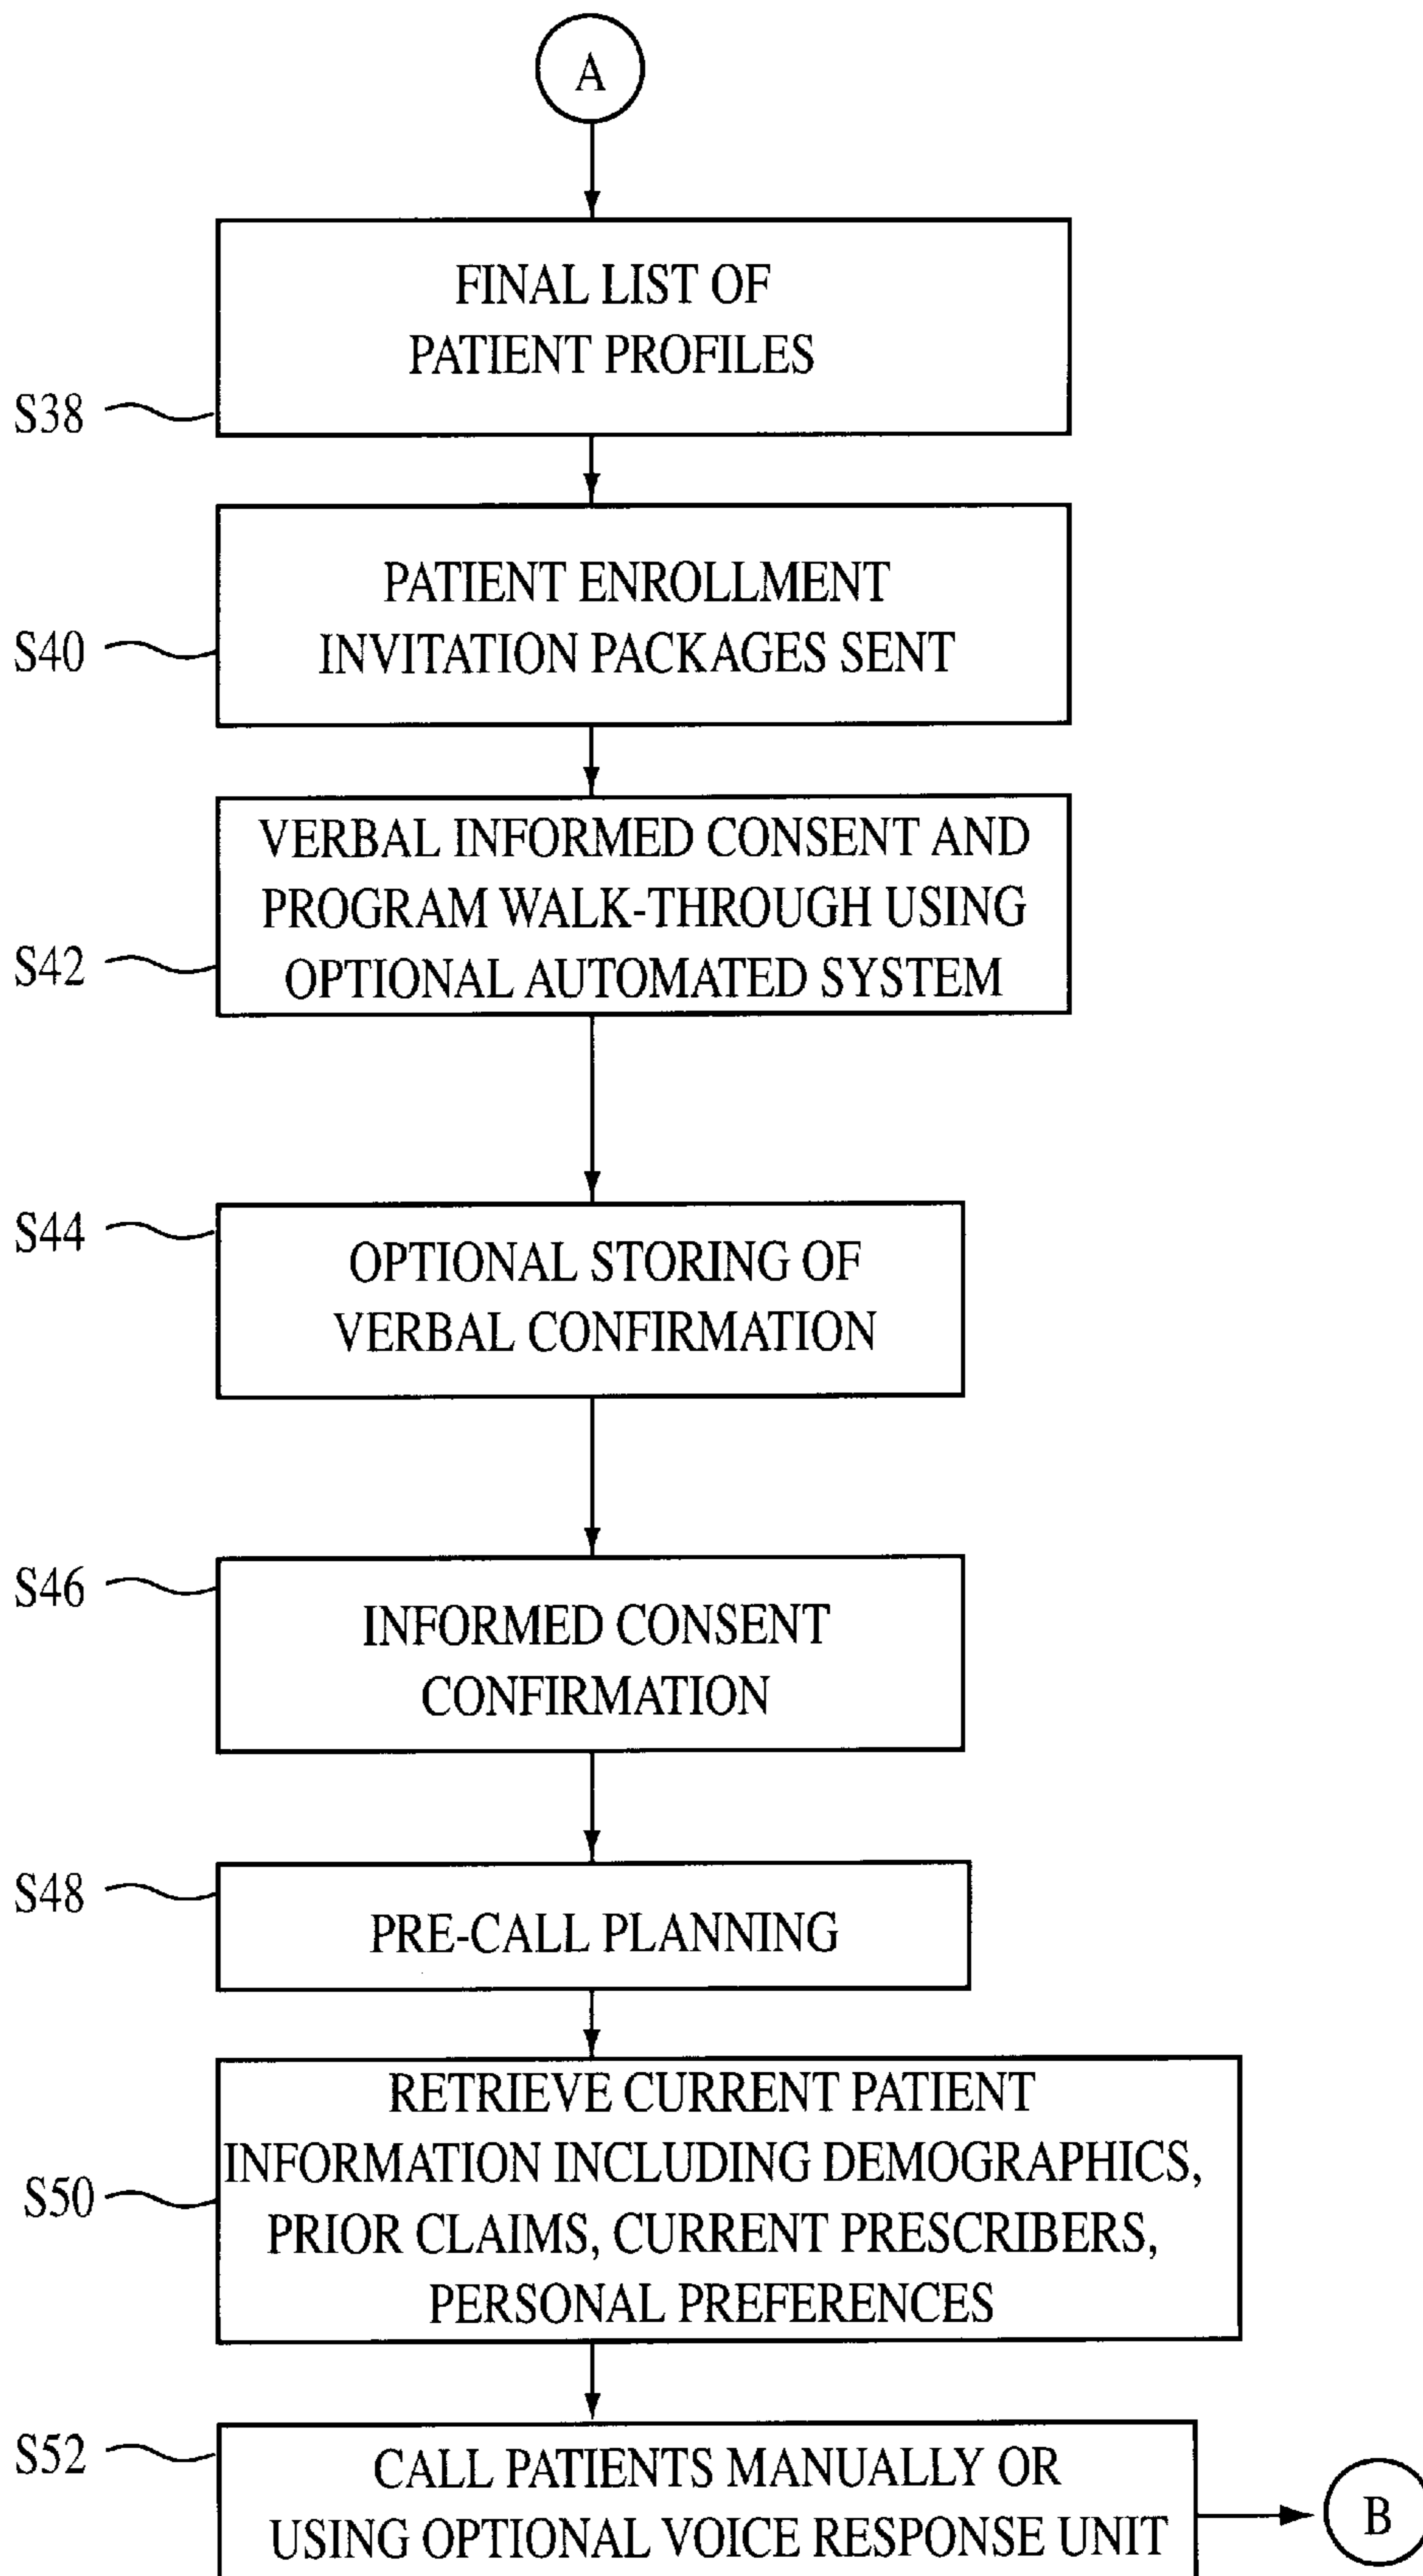 A
FINAL LIST OF
PATIENT PROFILES
S38
PATIENT ENROLLMENT
INVITATION PACKAGES SENT
S40
VERBAL INFORMED CONSENT AND
PROGRAM WALK-THROUGH USING
OPTIONAL AUTOMATED SYSTEM
S42
S44
OPTIONAL STORING OF
VERBAL CONFIRMATION
S46
INFORMED CONSENT
CONFIRMATION
S48
PRE-CALL PLANNING
RETRIEVE CURRENT PATIENT
INFORMATION INCLUDING DEMOGRAPHICS,
PRIOR CLAIMS, CURRENT PRESCRIBERS,
PERSONAL PREFERENCES
S50
S52
CALL PATIENTS MANUALLY OR
USING OPTIONAL VOICE RESPONSE UNIT
B